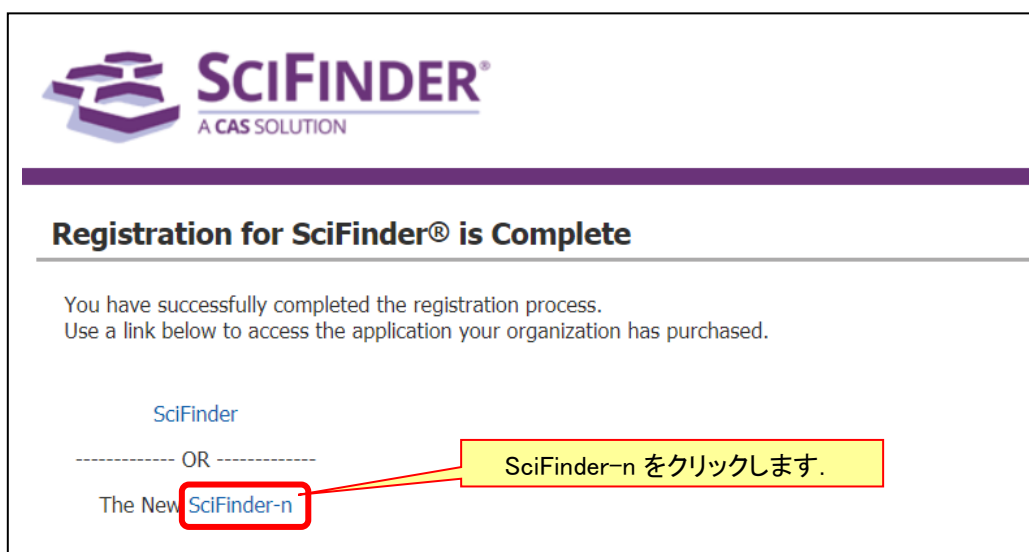 SCIFINDER®
A CAS SOLUTION
Registration for SciFinder® is Complete
You have successfully completed the registration process.
Use a link below to access the application your organization has purchased.
SciFinder
------------- OR -------------
The New SciFinder-n
SciFinder-n をクリックします.